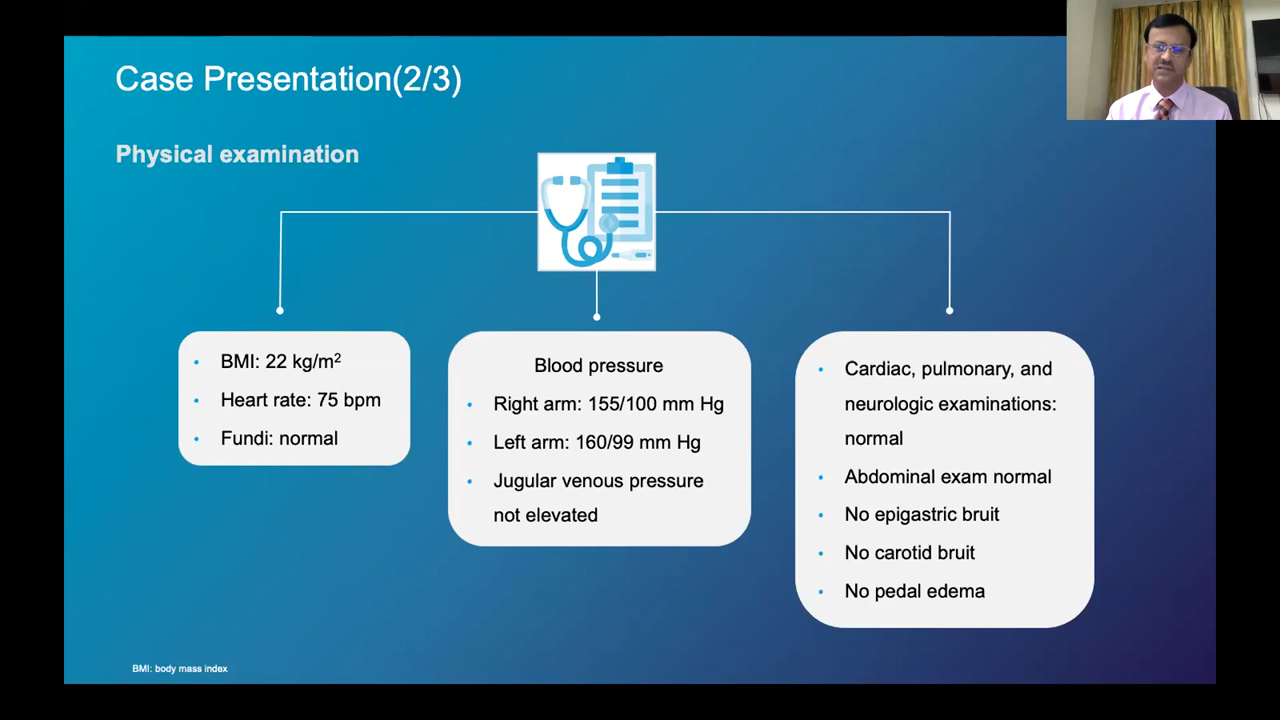 Case Presentation(2/3)
Physical examination
• BMI: 22 kg/m²
• Heart rate: 75 bpm
• Fundi: normal
Blood pressure
• Right arm: 155/100 mm Hg
• Left arm: 160/99 mm Hg
• Jugular venous pressure
not elevated
• Cardiac, pulmonary, and
neurologic examinations:
normal
• Abdominal exam normal
• No epigastric bruit
• No carotid bruit
• No pedal edema
BMI: body mass index